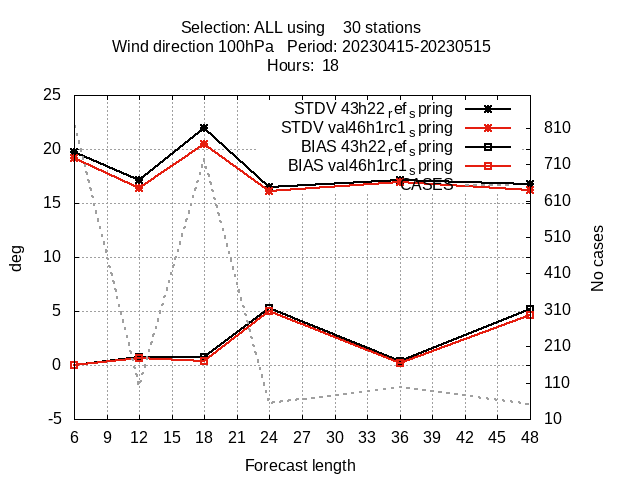 Selection: ALL using    30 stations
Wind direction 100hPa   Period: 20230415-20230515
Hours: 18
25
20
15
10
5
0
-5
deg
STDV 43h22_ref_spring
STDV val46h1rc1_spring
BIAS 43h22_ref_spring
BIAS val46h1rc1_spring
CASES
810
710
610
510
410
310
210
110
10
No cases
6 9 12 15 18 21 24 27 30 33 36 39 42 45 48
Forecast length